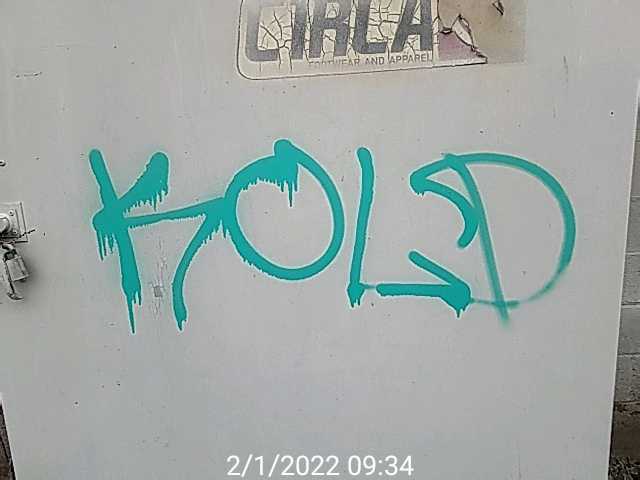 CIRCA
FOOTWEAR AND APPAREL
KOLD
2/1/2022 09:34